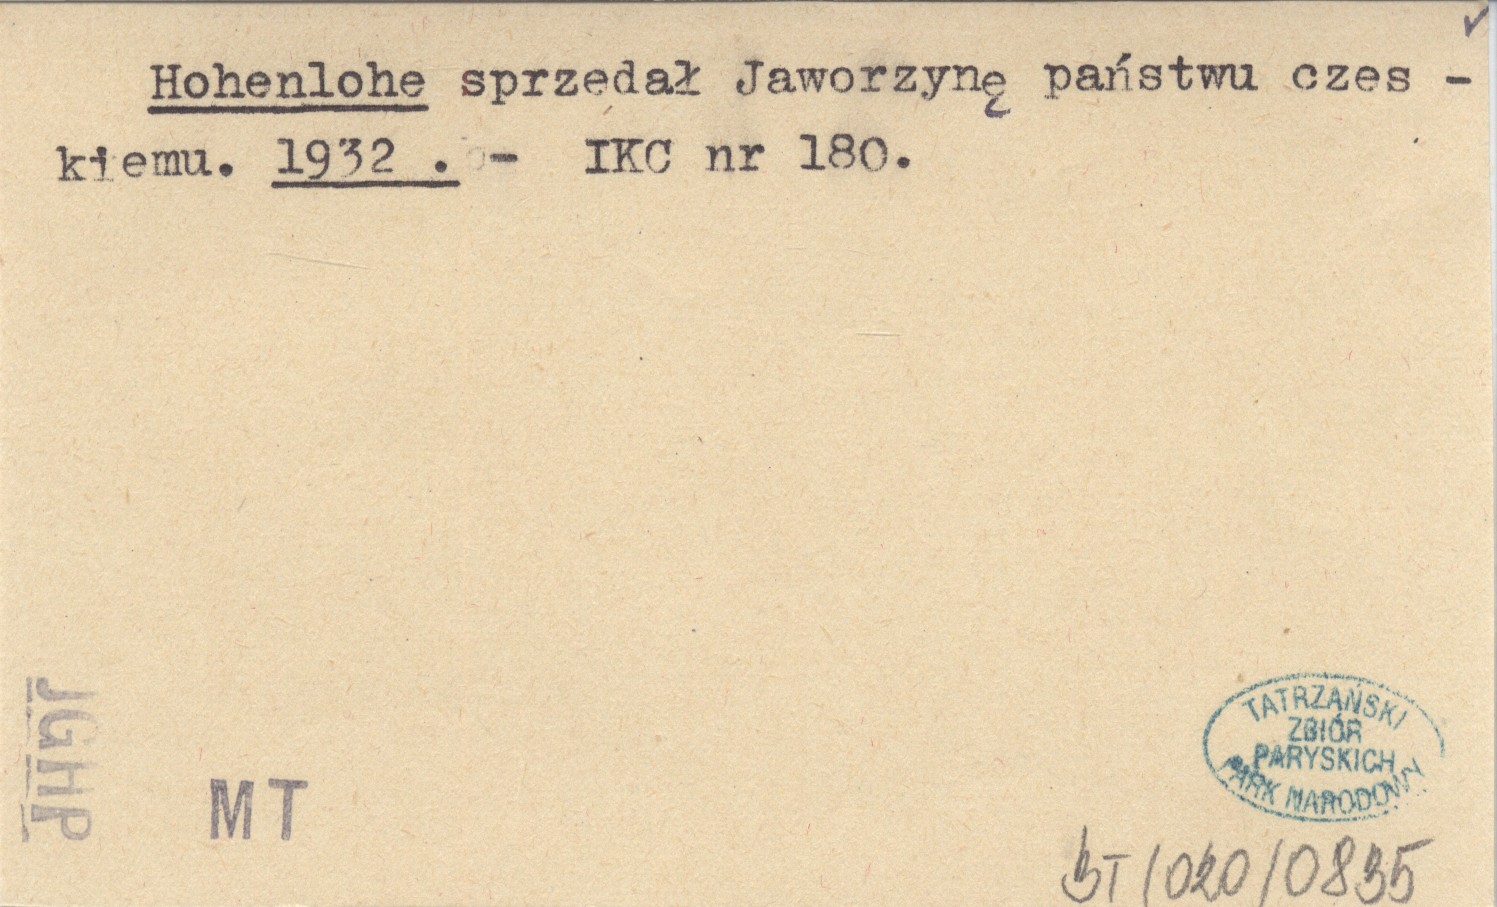 Hohenlohe sprzedał Jaworzynę państwu czes -
kiemu. 1932 . - IKC nr 180.
JGHP
MT
TATRZAŃSKI
ZBIÓR
PARYSKICH
PARK NARODOWY
BT/020/0835